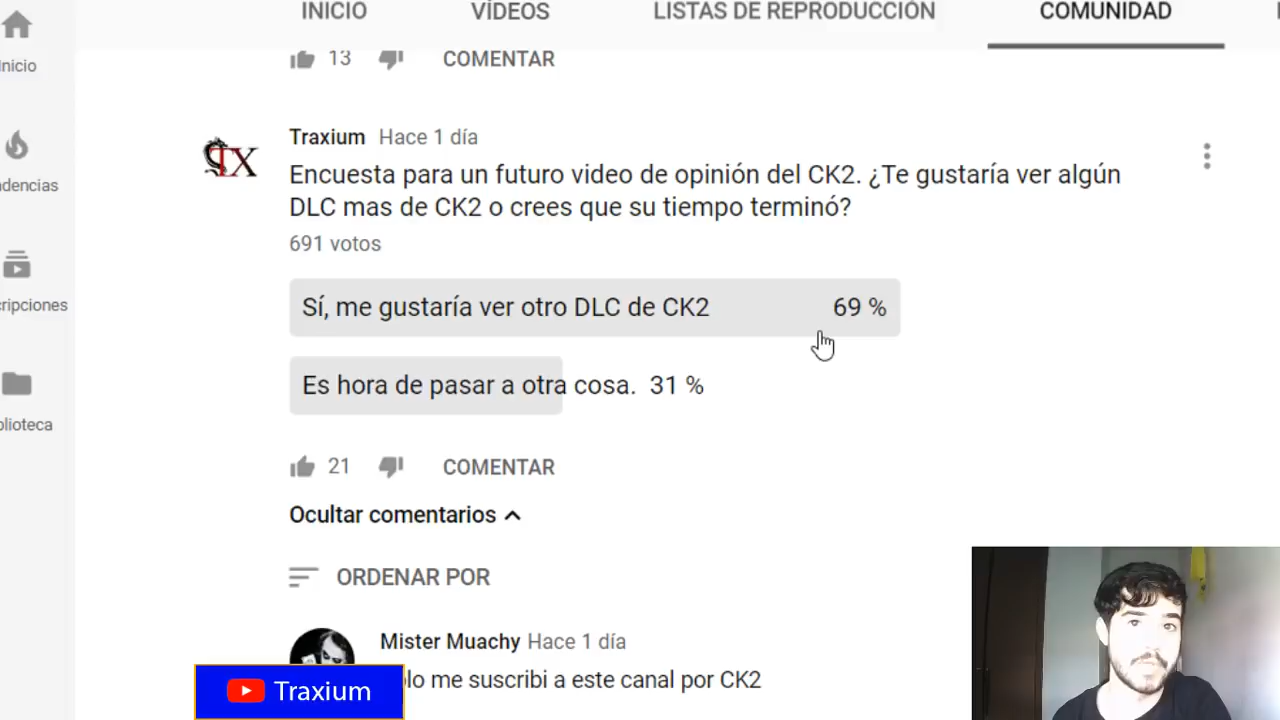 INICIO VÍDEOS LISTAS DE REPRODUCCIÓN COMUNIDAD
13 COMENTAR
TX
Traxium Hace 1 día
Encuesta para un futuro video de opinión del CK2. ¿Te gustaría ver algún
DLC mas de CK2 o crees que su tiempo terminó?
691 votos
Sí, me gustaría ver otro DLC de CK2 69 %
Es hora de pasar a otra cosa. 31 %
21 COMENTAR
Ocultar comentarios
ORDENAR POR
Mister Muachy Hace 1 día
lo me suscribi a este canal por CK2
Traxium
nicio
ndencias
cripciones
blioteca